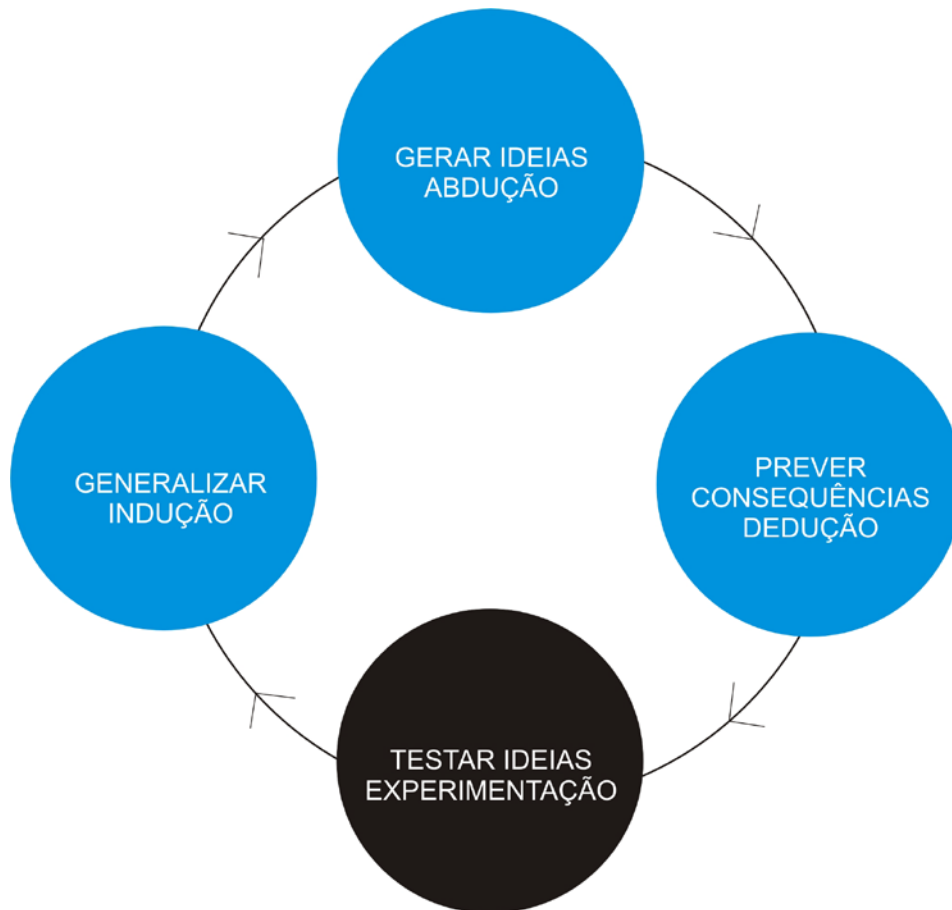 GERAR IDEIAS
ABDUÇÃO
PREVER
CONSEQUÊNCIAS
DEDUÇÃO
TESTAR IDEIAS
EXPERIMENTAÇÃO
GENERALIZAR
INDUÇÃO